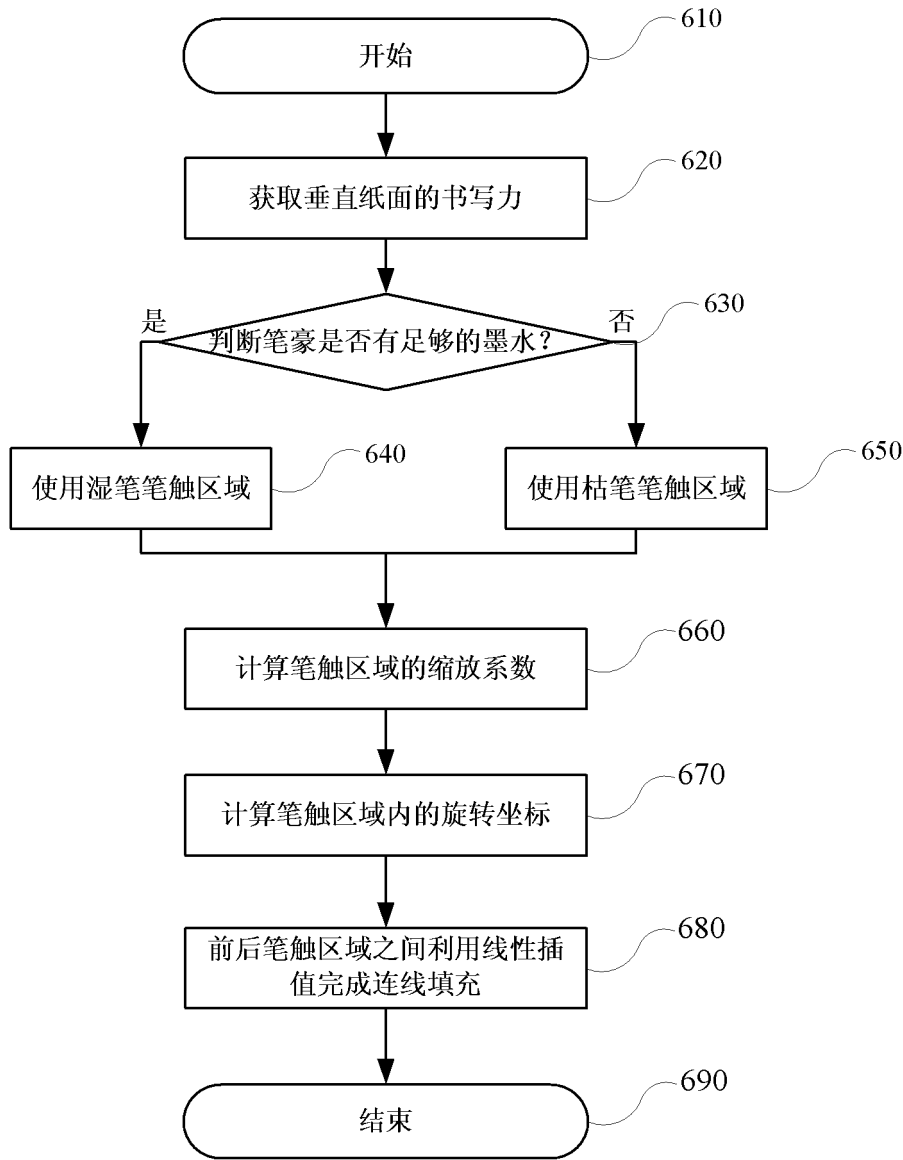 开始
610
获取垂直纸面的书写力
620
判断笔豪是否有足够的墨水？
630
是
否
使用湿笔笔触区域
640
使用枯笔笔触区域
650
计算笔触区域的缩放系数
660
计算笔触区域内的旋转坐标
670
前后笔触区域之间利用线性插
值完成连线填充
680
结束
690